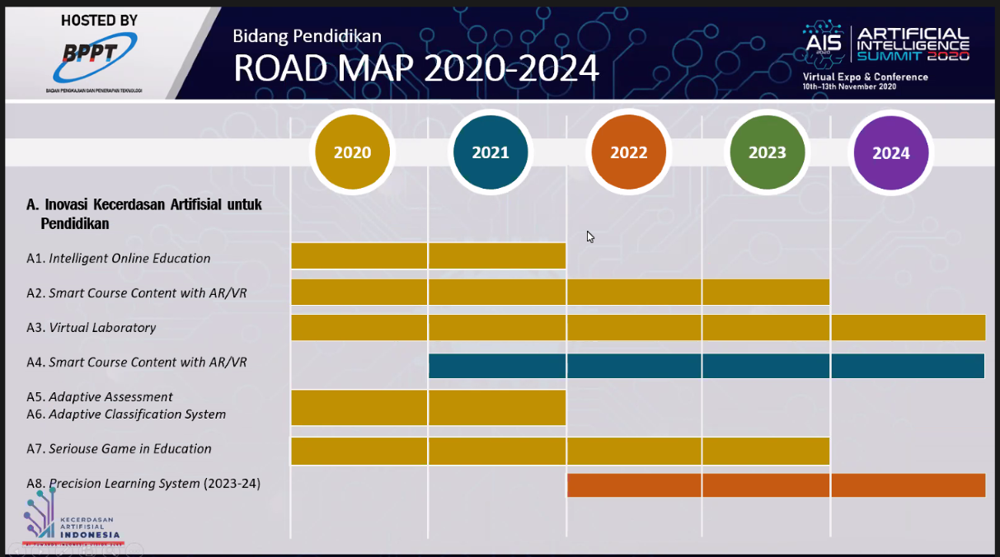 HOSTED BY
BPPT
BADAN PENGKAJIAN DAN PENERAPAN TEKNOLOGI
Bidang Pendidikan
ROAD MAP 2020-2024
AIS
2020
ARTIFICIAL
INTELLIGENCE
SUMMIT 2020
Virtual Expo & Conference
10th-13th November 2020
2020
2021
2022
2023
2024
A. Inovasi Kecerdasan Artifisial untuk
Pendidikan
A1. Intelligent Online Education
A2. Smart Course Content with AR/VR
A3. Virtual Laboratory
A4. Smart Course Content with AR/VR
A5. Adaptive Assessment
A6. Adaptive Classification System
A7. Seriouse Game in Education
A8. Precision Learning System (2023-24)
KECERDASAN
ARTIFISIAL
INDONESIA